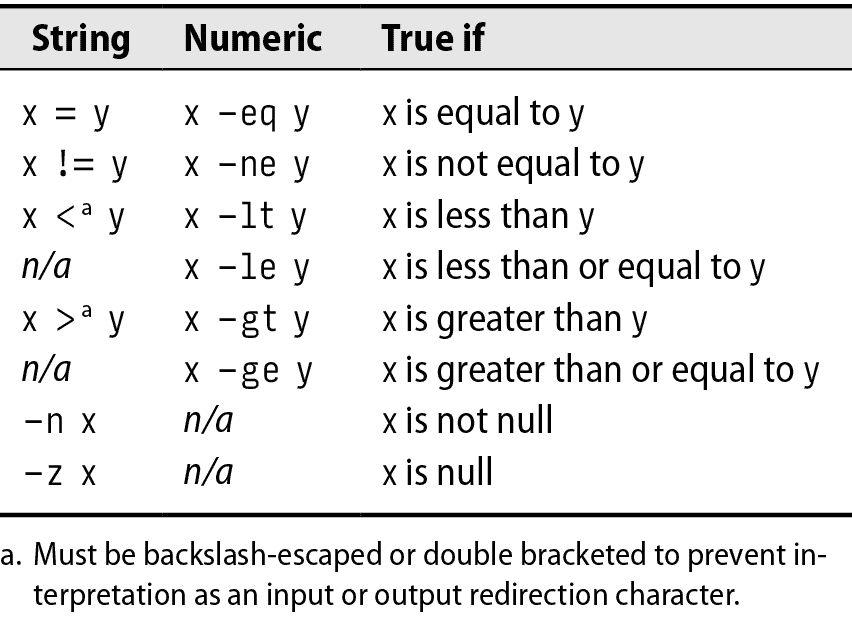 String Numeric True if
x = y x -eq y x is equal to y
x != y x -ne y x is not equal to y
x <a y x -lt y x is less than y
n/a x -le y x is less than or equal to y
x >a y x -gt y x is greater than y
n/a x -ge y x is greater than or equal to y
-n x n/a x is not null
-z x n/a x is null
a. Must be backslash-escaped or double bracketed to prevent in-
terpretation as an input or output redirection character.